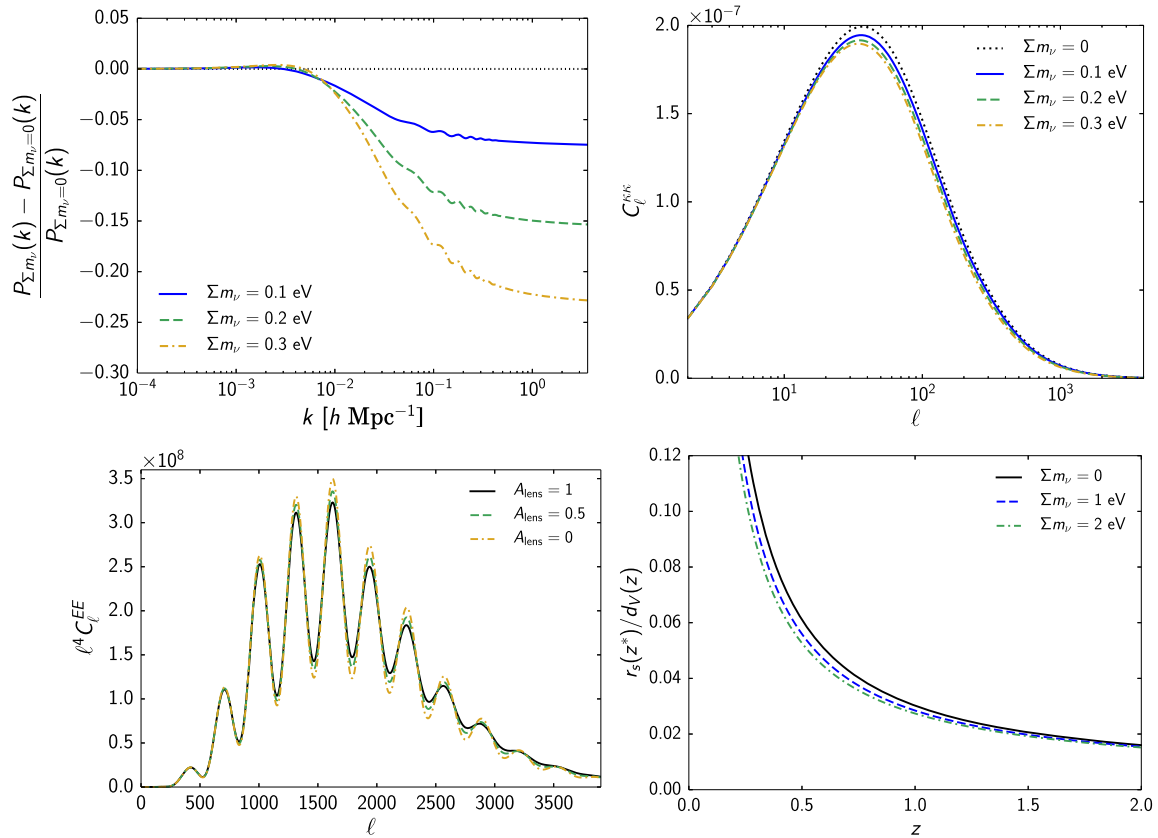 0.05
0.00
−0.05
−0.10
−0.15
−0.20
−0.25
−0.30
P_{Σm_ν}(k) − P_{Σm_ν=0}(k)
P_{Σm_ν=0}(k)
Σm_ν = 0.1 eV
Σm_ν = 0.2 eV
Σm_ν = 0.3 eV
10⁻⁴ 10⁻³ 10⁻² 10⁻¹ 10⁰
k [h Mpc⁻¹]
×10⁻⁷
2.0
1.5
1.0
0.5
0.0
C_ℓ^{κκ}
Σm_ν = 0
Σm_ν = 0.1 eV
Σm_ν = 0.2 eV
Σm_ν = 0.3 eV
10¹ 10² 10³
ℓ
×10⁸
3.5
3.0
2.5
2.0
1.5
1.0
0.5
0.0
ℓ⁴C_ℓ^{EE}
A_lens = 1
A_lens = 0.5
A_lens = 0
0 500 1000 1500 2000 2500 3000 3500
ℓ
0.12
0.10
0.08
0.06
0.04
0.02
0.00
r_s(z*)/d_V(z)
Σm_ν = 0
Σm_ν = 1 eV
Σm_ν = 2 eV
0.0 0.5 1.0 1.5 2.0
z